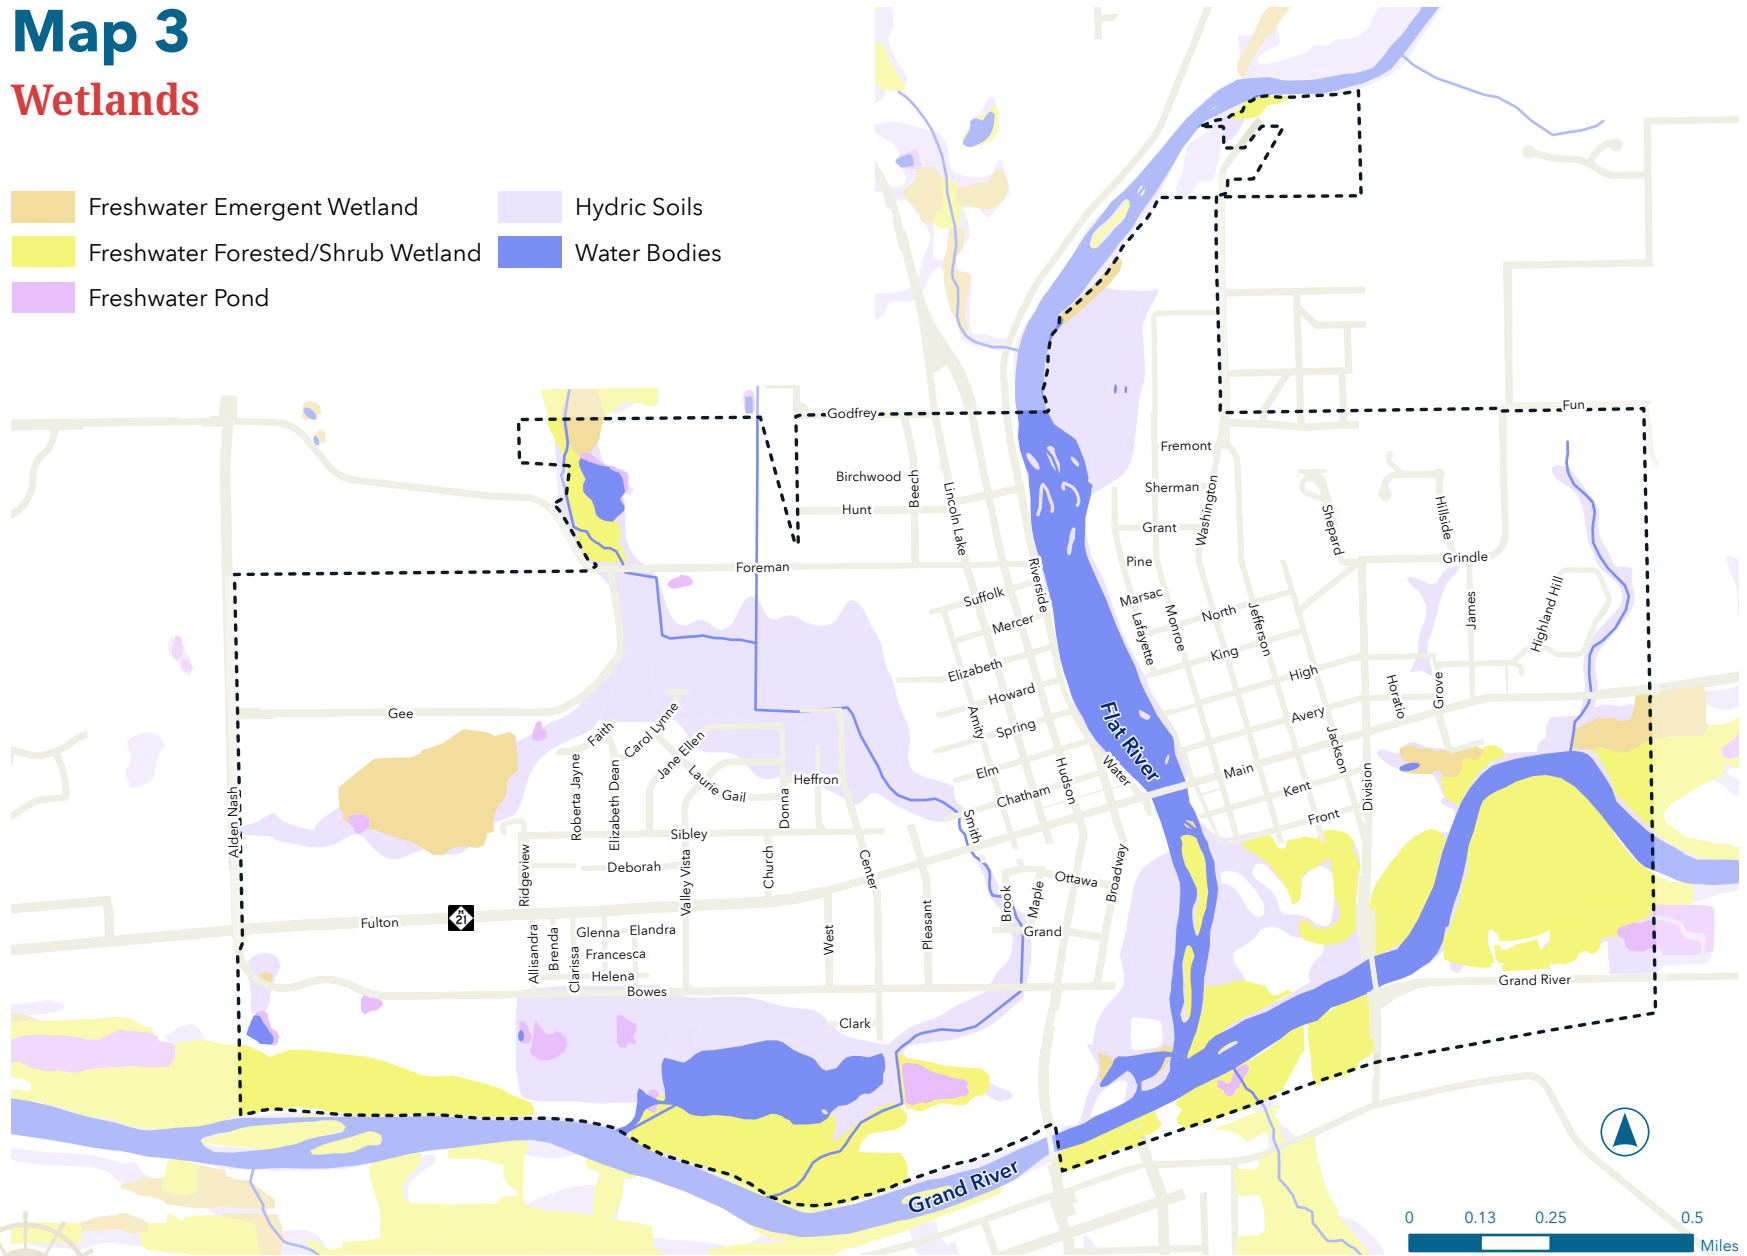 Map 3
Wetlands
Freshwater Emergent Wetland
Hydric Soils
Freshwater Forested/Shrub Wetland
Water Bodies
Freshwater Pond
Godfrey
Fun
Fremont
Birchwood
Beech
Lincoln Lake
Sherman
Washington
Hunt
Hillside
Shepard
Grant
Foreman
Pine
Grindle
Riverside
Suffolk
Marsac
Mercer
Lafayette
Monroe
North
Jefferson
James
Highland Hill
King
Elizabeth
High
Howard
Horatio
Grove
Gee
Faith
Carol Lynne
Amity
Spring
Flat River
Avery
Jane Ellen
Jackson
Roberta Jayne
Elizabeth Dean
Laurie Gail
Heffron
Elm
Hudson
Water
Main
Division
Donna
Chatham
Kent
Alden Nash
Sibley
Smith
Front
Ridgeview
Deborah
Valley Vista
Church
Center
Ottawa
Broadway
Brook
Maple
Fulton
M
21
Glenna
Elandra
West
Pleasant
Grand
Allisandra
Brenda
Clarissa
Francesca
Helena
Bowes
Grand River
Clark
Grand River
0
0.13
0.25
0.5
Miles